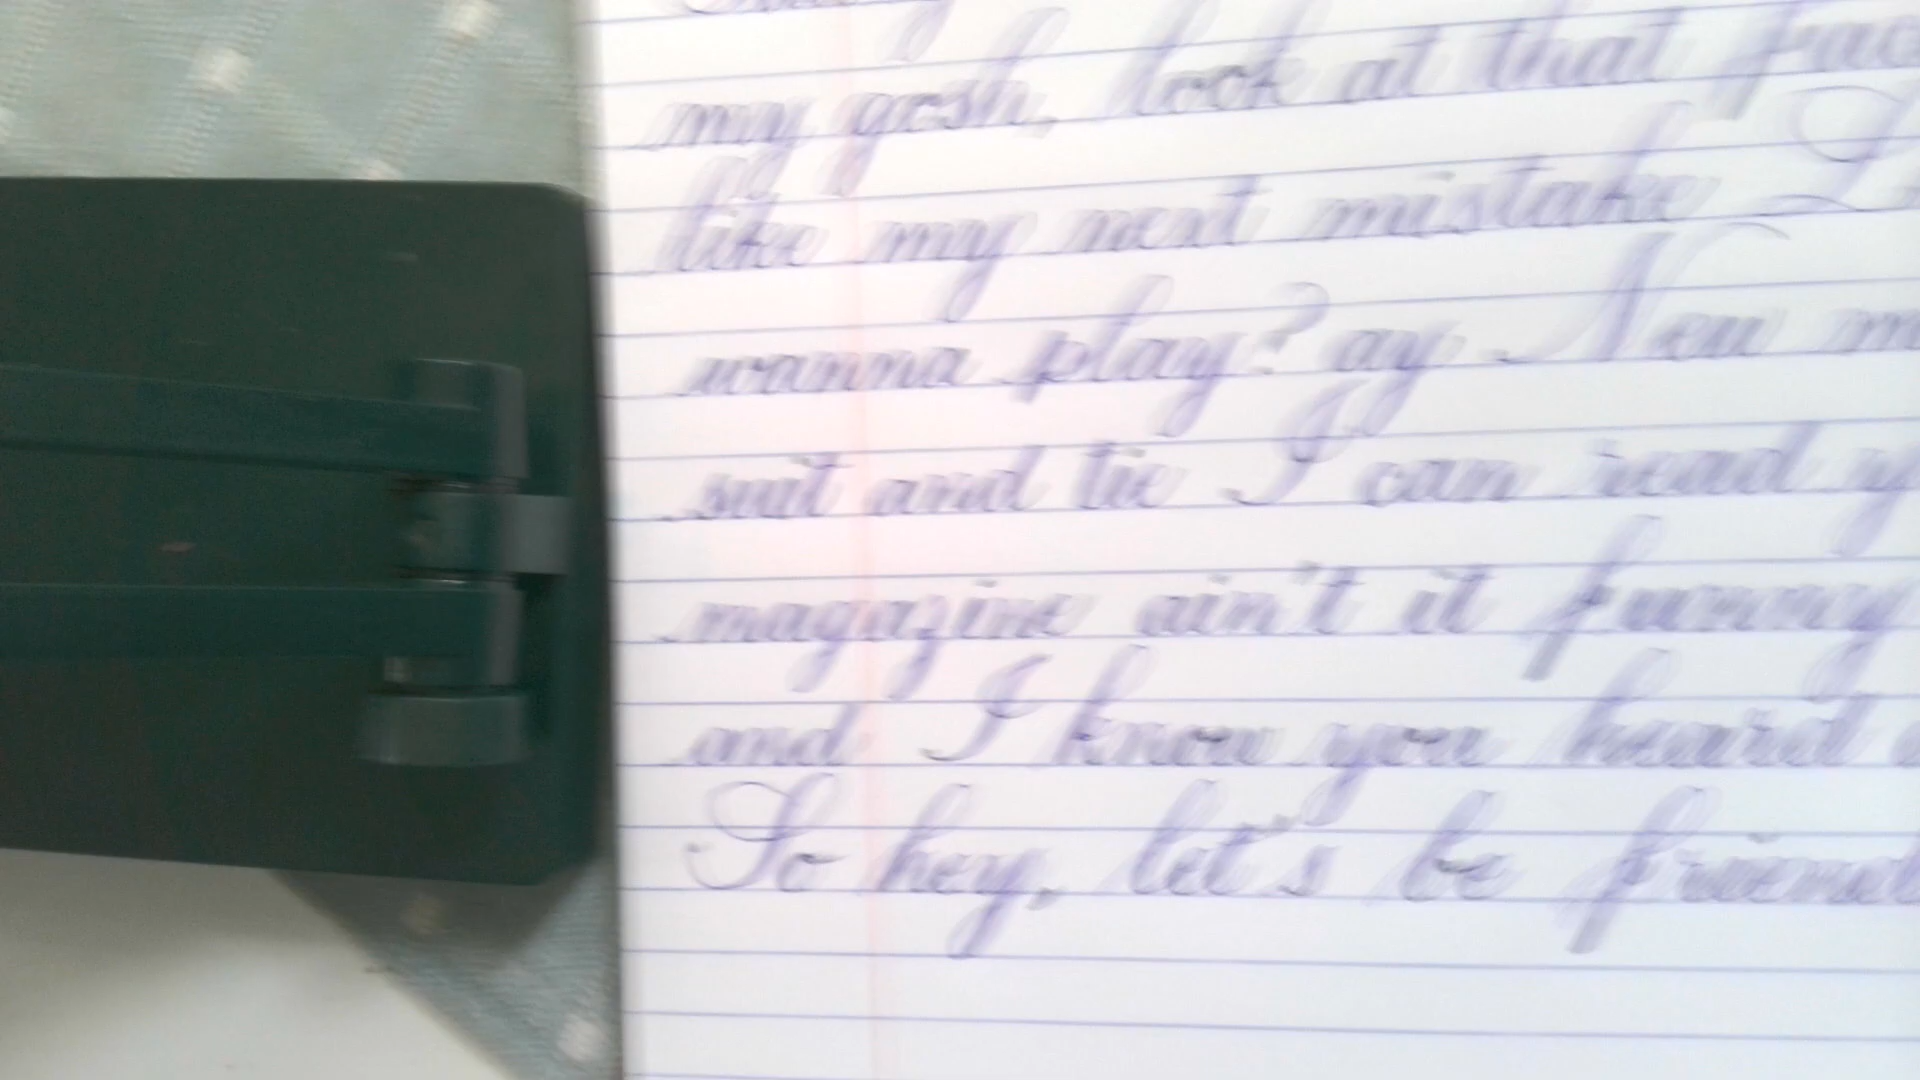 my gosh, look at that
like my next mistake
wanna play? ay New
suit and tie I can read
magazine ain't it funny
and I know you heard
So hey, let's be